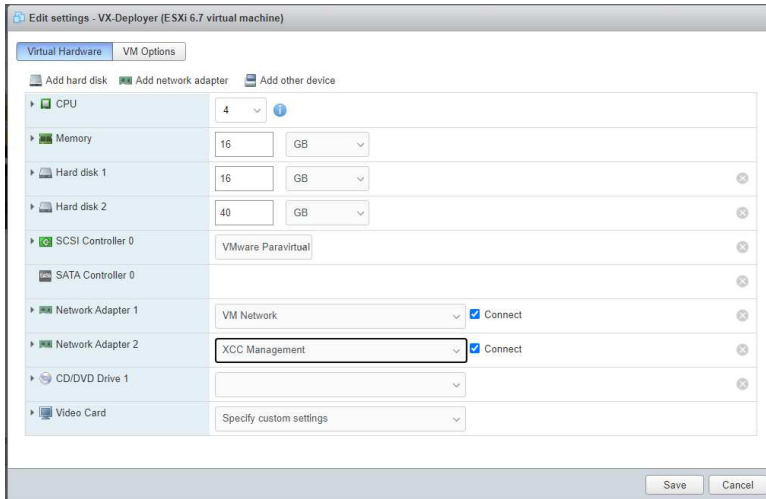 Edit settings - VX-Deployer (ESXi 6.7 virtual machine)
Virtual Hardware VM Options
Add hard disk Add network adapter Add other device
CPU 4
Memory 16 GB
Hard disk 1 16 GB
Hard disk 2 40 GB
SCSI Controller 0 VMware Paravirtual
SATA Controller 0
Network Adapter 1 VM Network Connect
Network Adapter 2 XCC Management Connect
CD/DVD Drive 1
Video Card Specify custom settings
Save Cancel